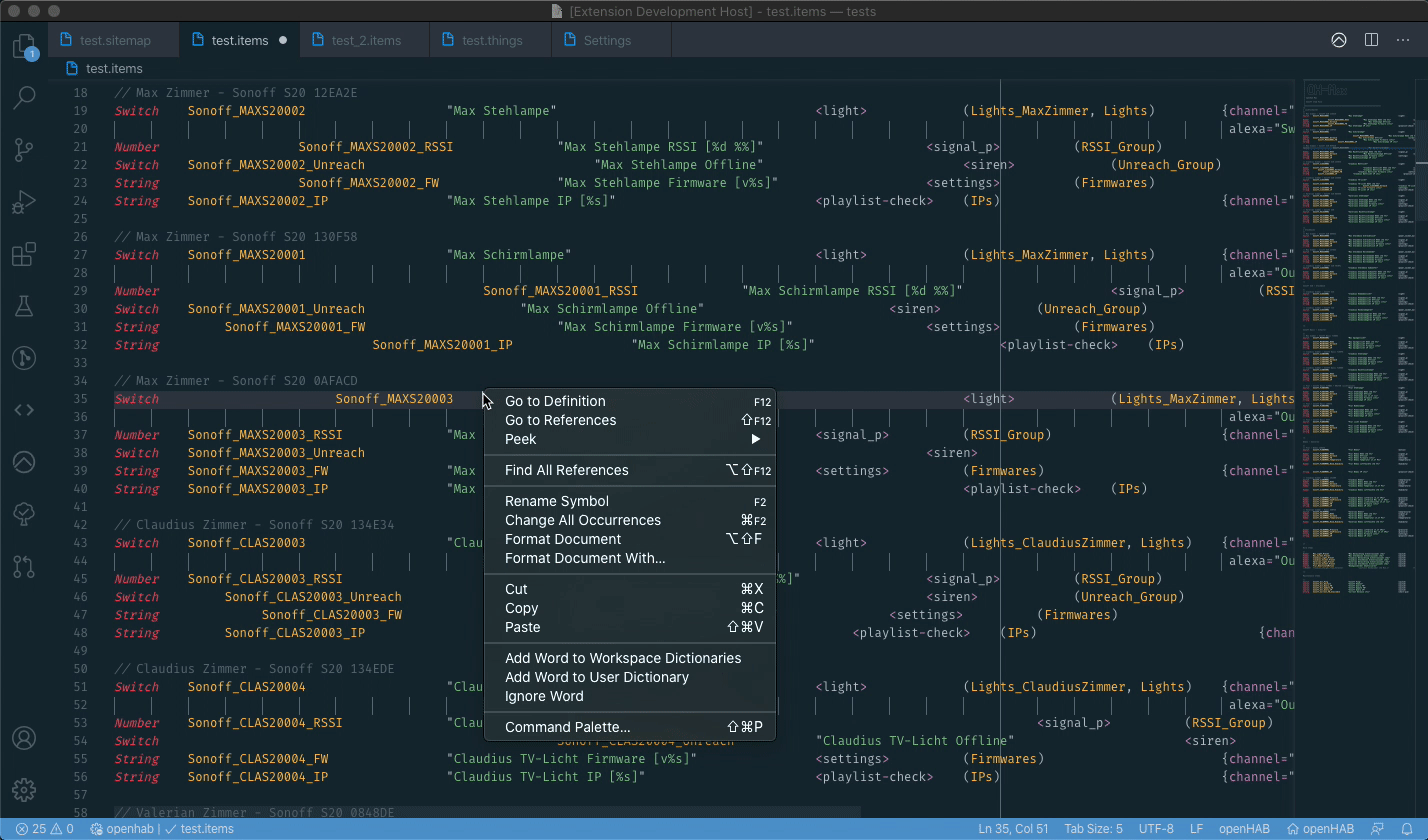 [Extension Development Host] - test.items — tests
test.sitemap test.items test_2.items test.things Settings
1
test.items
18 // Max Zimmer - Sonoff S20 12EA2E
19 Switch Sonoff_MAXS20002 "Max Stehlampe" <light> (Lights_MaxZimmer, Lights) {channel="
20 alexa="Sw
21 Number Sonoff_MAXS20002_RSSI "Max Stehlampe RSSI [%d %%]" <signal_p> (RSSI_Group)
22 Switch Sonoff_MAXS20002_Unreach "Max Stehlampe Offline" <siren> (Unreach_Group)
23 String Sonoff_MAXS20002_FW "Max Stehlampe Firmware [v%s]" <settings> (Firmwares)
24 String Sonoff_MAXS20002_IP "Max Stehlampe IP [%s]" <playlist-check> (IPs) {channel="
25
26 // Max Zimmer - Sonoff S20 130F58
27 Switch Sonoff_MAXS20001 "Max Schirmlampe" <light> (Lights_MaxZimmer, Lights) {channel="
28 alexa="Ou
29 Number Sonoff_MAXS20001_RSSI "Max Schirmlampe RSSI [%d %%]" <signal_p> (RSSI
30 Switch Sonoff_MAXS20001_Unreach "Max Schirmlampe Offline" <siren> (Unreach_Group)
31 String Sonoff_MAXS20001_FW "Max Schirmlampe Firmware [v%s]" <settings> (Firmwares)
32 String Sonoff_MAXS20001_IP "Max Schirmlampe IP [%s]" <playlist-check> (IPs)
33
34 // Max Zimmer - Sonoff S20 0AFACD
35 Switch Sonoff_MAXS20003 <light> (Lights_MaxZimmer, Lights
36 alexa="Ou
37 Number Sonoff_MAXS20003_RSSI "Max <signal_p> (RSSI_Group) {channel="
38 Switch Sonoff_MAXS20003_Unreach "Max <siren> (Unreach_Group)
39 String Sonoff_MAXS20003_FW "Max <settings> (Firmwares) {channel="
40 String Sonoff_MAXS20003_IP "Max <playlist-check> (IPs)
41
42 // Claudius Zimmer - Sonoff S20 134E34
43 Switch Sonoff_CLAS20003 "Clau <light> (Lights_ClaudiusZimmer, Lights) {channel="
44 alexa="Ou
45 Number Sonoff_CLAS20003_RSSI %]" <signal_p> (RSSI_Group)
46 Switch Sonoff_CLAS20003_Unreach <siren> (Unreach_Group)
47 String Sonoff_CLAS20003_FW <settings> (Firmwares)
48 String Sonoff_CLAS20003_IP <playlist-check> (IPs) {chan
49
50 // Claudius Zimmer - Sonoff S20 134EDE
51 Switch Sonoff_CLAS20004 "Clau <light> (Lights_ClaudiusZimmer, Lights) {channel="
52 alexa="Ou
53 Number Sonoff_CLAS20004_RSSI "Clau <signal_p> (RSSI_Group)
54 Switch Sonoff_CLAS20004_Unreach "Claudius TV-Licht Offline" <siren>
55 String Sonoff_CLAS20004_FW "Claudius TV-Licht Firmware [v%s]" <settings> (Firmwares) {channel="
56 String Sonoff_CLAS20004_IP "Claudius TV-Licht IP [%s]" <playlist-check> (IPs) {channel="
57
58 // Valerian Zimmer - Sonoff S20 0848DE
Go to Definition F12
Go to References ⇧F12
Peek ▶
Find All References ⌥⇧F12
Rename Symbol F2
Change All Occurrences ⌘F2
Format Document ⌥⇧F
Format Document With...
Cut ⌘X
Copy ⌘C
Paste ⇧⌘V
Add Word to Workspace Dictionaries
Add Word to User Dictionary
Ignore Word
Command Palette... ⇧⌘P
25 0 openhab | ✓ test.items Ln 35, Col 51 Tab Size: 5 UTF-8 LF openHAB openHAB